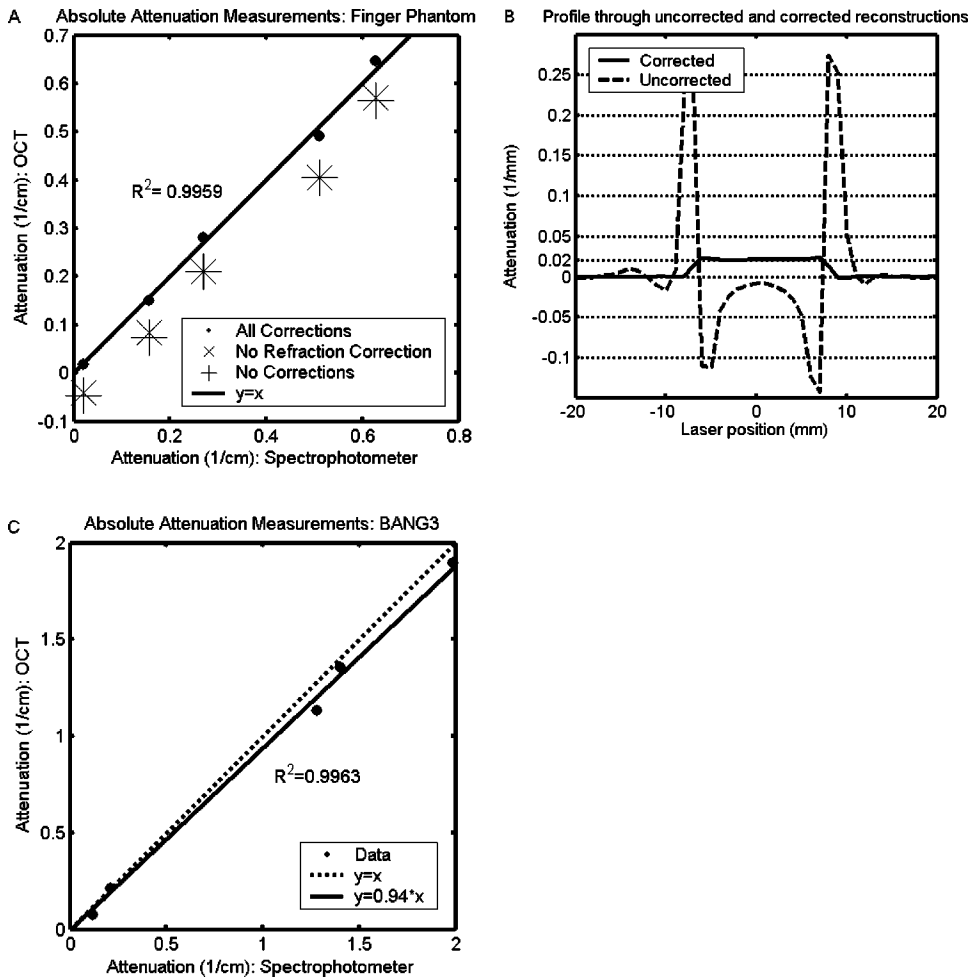 A
Absolute Attenuation Measurements: Finger Phantom
Attenuation (1/cm): OCT
0.7
0.6
0.5
0.4
0.3
0.2
0.1
0
-0.1
R2= 0.9959
All Corrections
No Refraction Correction
No Corrections
y=x
0 0.2 0.4 0.6 0.8
Attenuation (1/cm): Spectrophotometer
B
Profile through uncorrected and corrected reconstructions
Attenuation (1/mm)
Corrected
Uncorrected
0.25
0.2
0.15
0.1
0.05
0.02
0
-0.05
-0.1
-20 -10 0 10 20
Laser position (mm)
C
Absolute Attenuation Measurements: BANG3
Attenuation (1/cm): OCT
2
1.5
1
0.5
0
R2=0.9963
Data
y=x
y=0.94*x
0 0.5 1 1.5 2
Attenuation (1/cm): Spectrophotometer